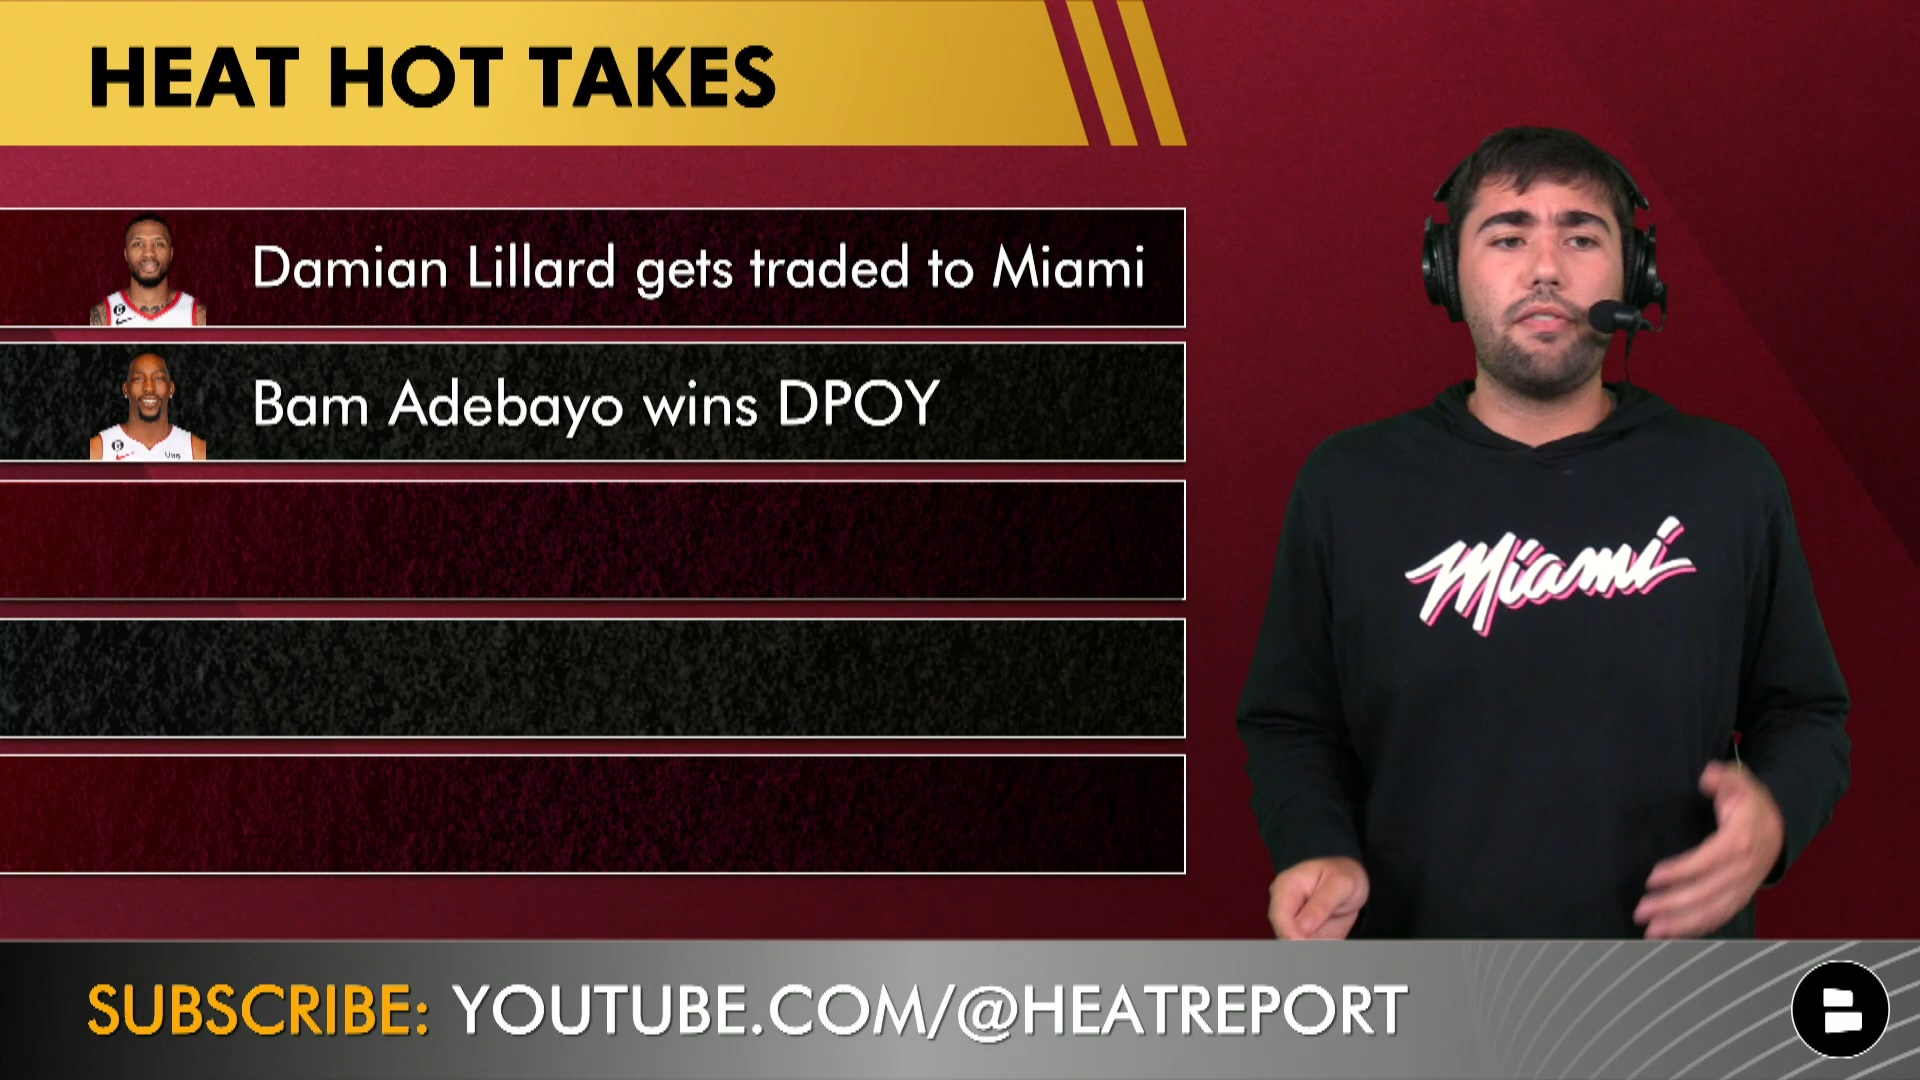 HEAT HOT TAKES
Damian Lillard gets traded to Miami
Bam Adebayo wins DPOY
Miami
SUBSCRIBE: YOUTUBE.COM/@HEATREPORT